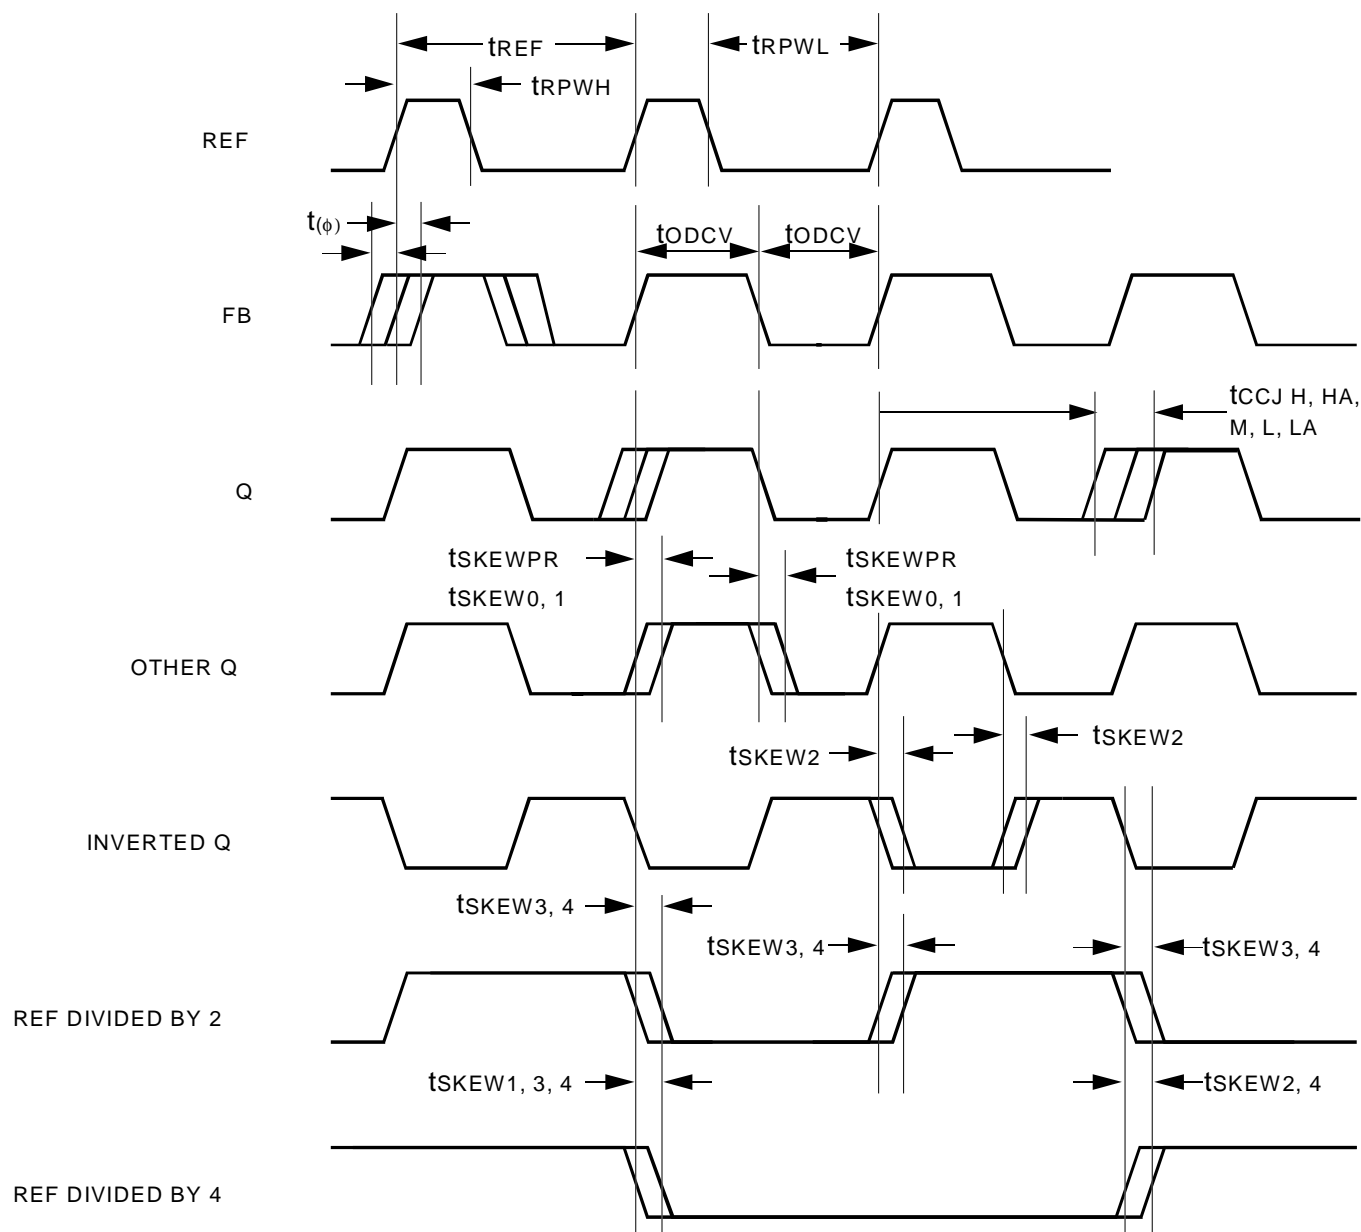 tREF
tRPWL
tRPWH
REF
t(ϕ)
tODCV
tODCV
FB
tCCJ H, HA,
M, L, LA
Q
tSKEWPR
tSKEW0, 1
tSKEWPR
tSKEW0, 1
OTHER Q
tSKEW2
tSKEW2
INVERTED Q
tSKEW3, 4
tSKEW3, 4
tSKEW3, 4
REF DIVIDED BY 2
tSKEW1, 3, 4
tSKEW2, 4
REF DIVIDED BY 4